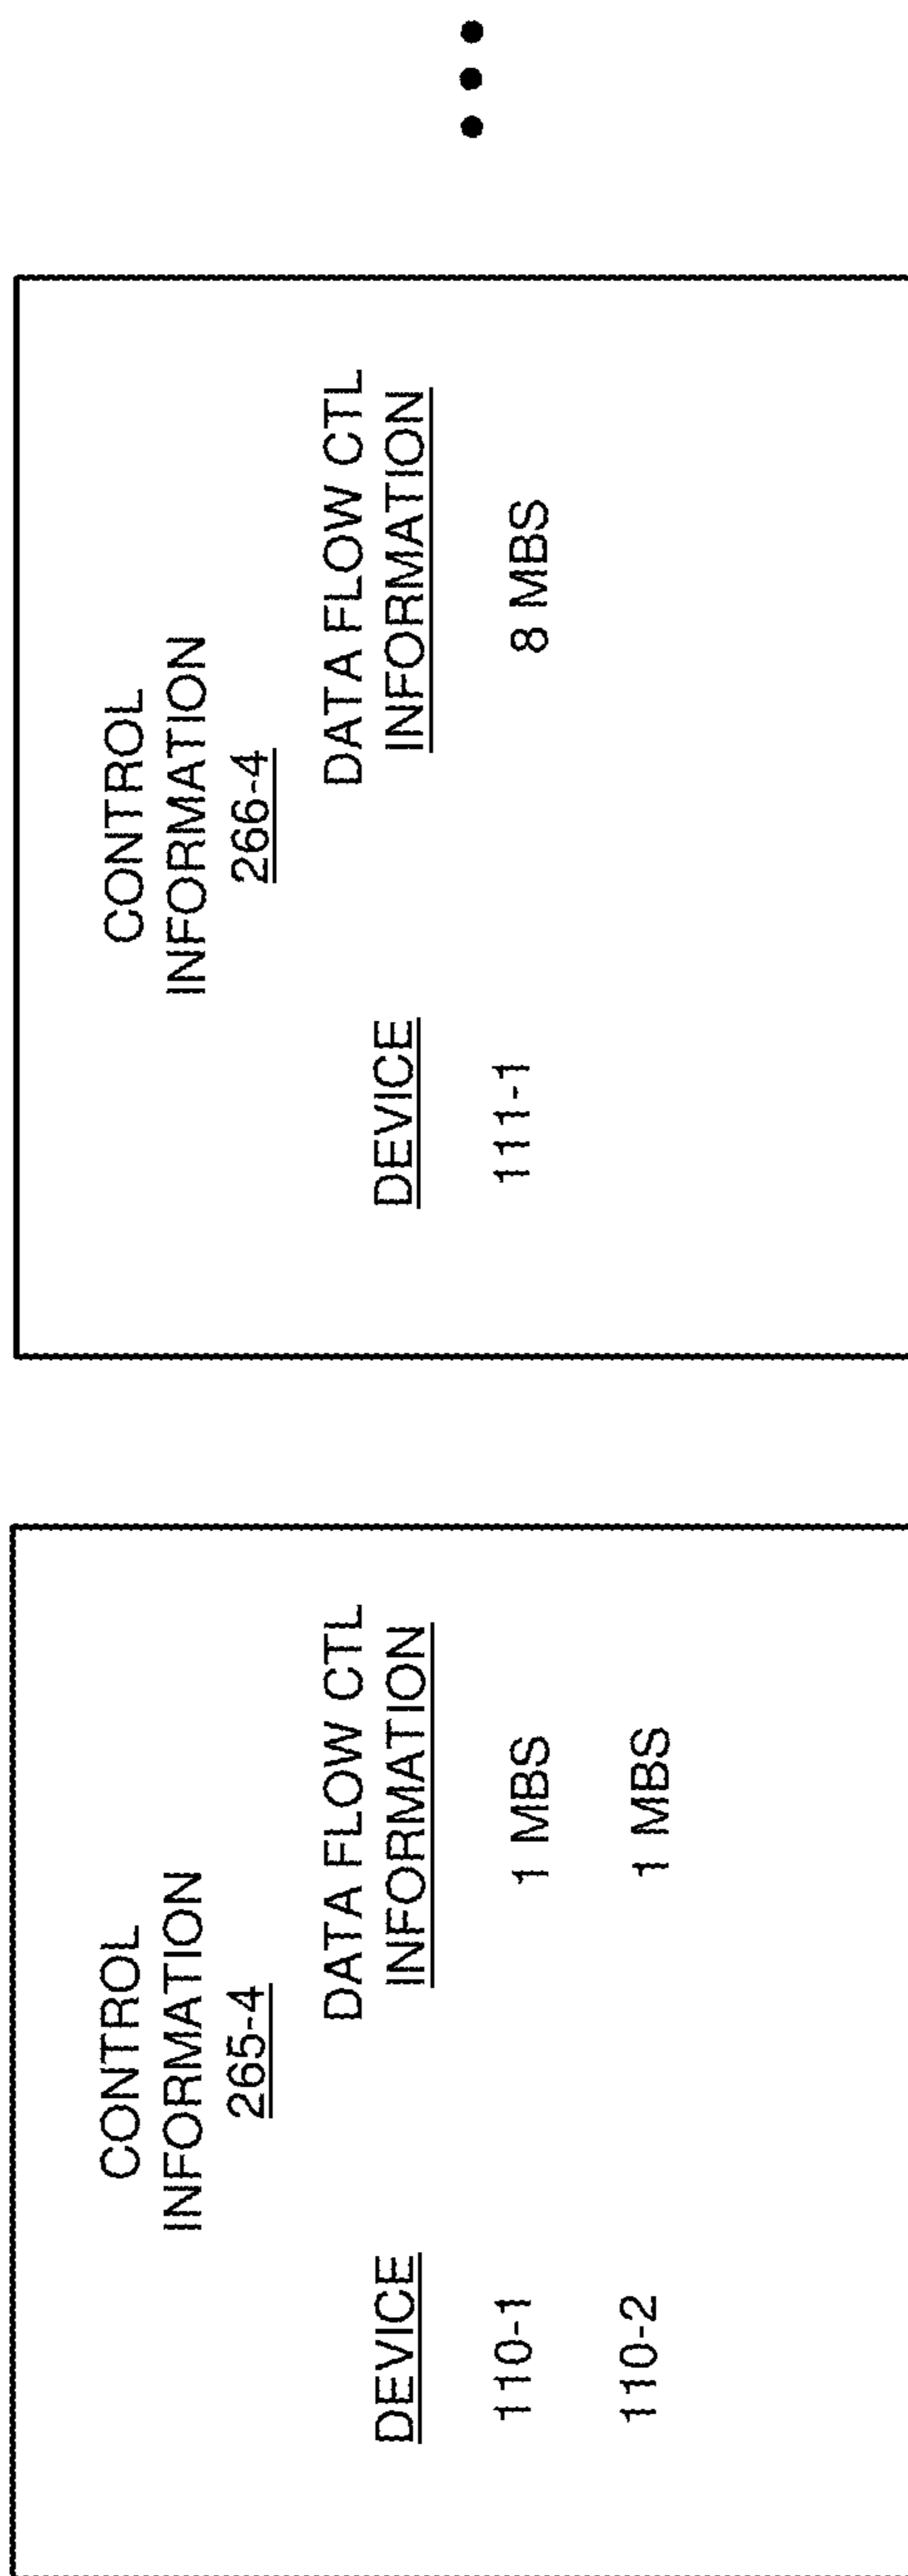 CONTROL
INFORMATION
265-4
DEVICE
DATA FLOW CTL
INFORMATION
110-1
1 MBS
110-2
1 MBS
CONTROL
INFORMATION
266-4
DEVICE
DATA FLOW CTL
INFORMATION
111-1
8 MBS